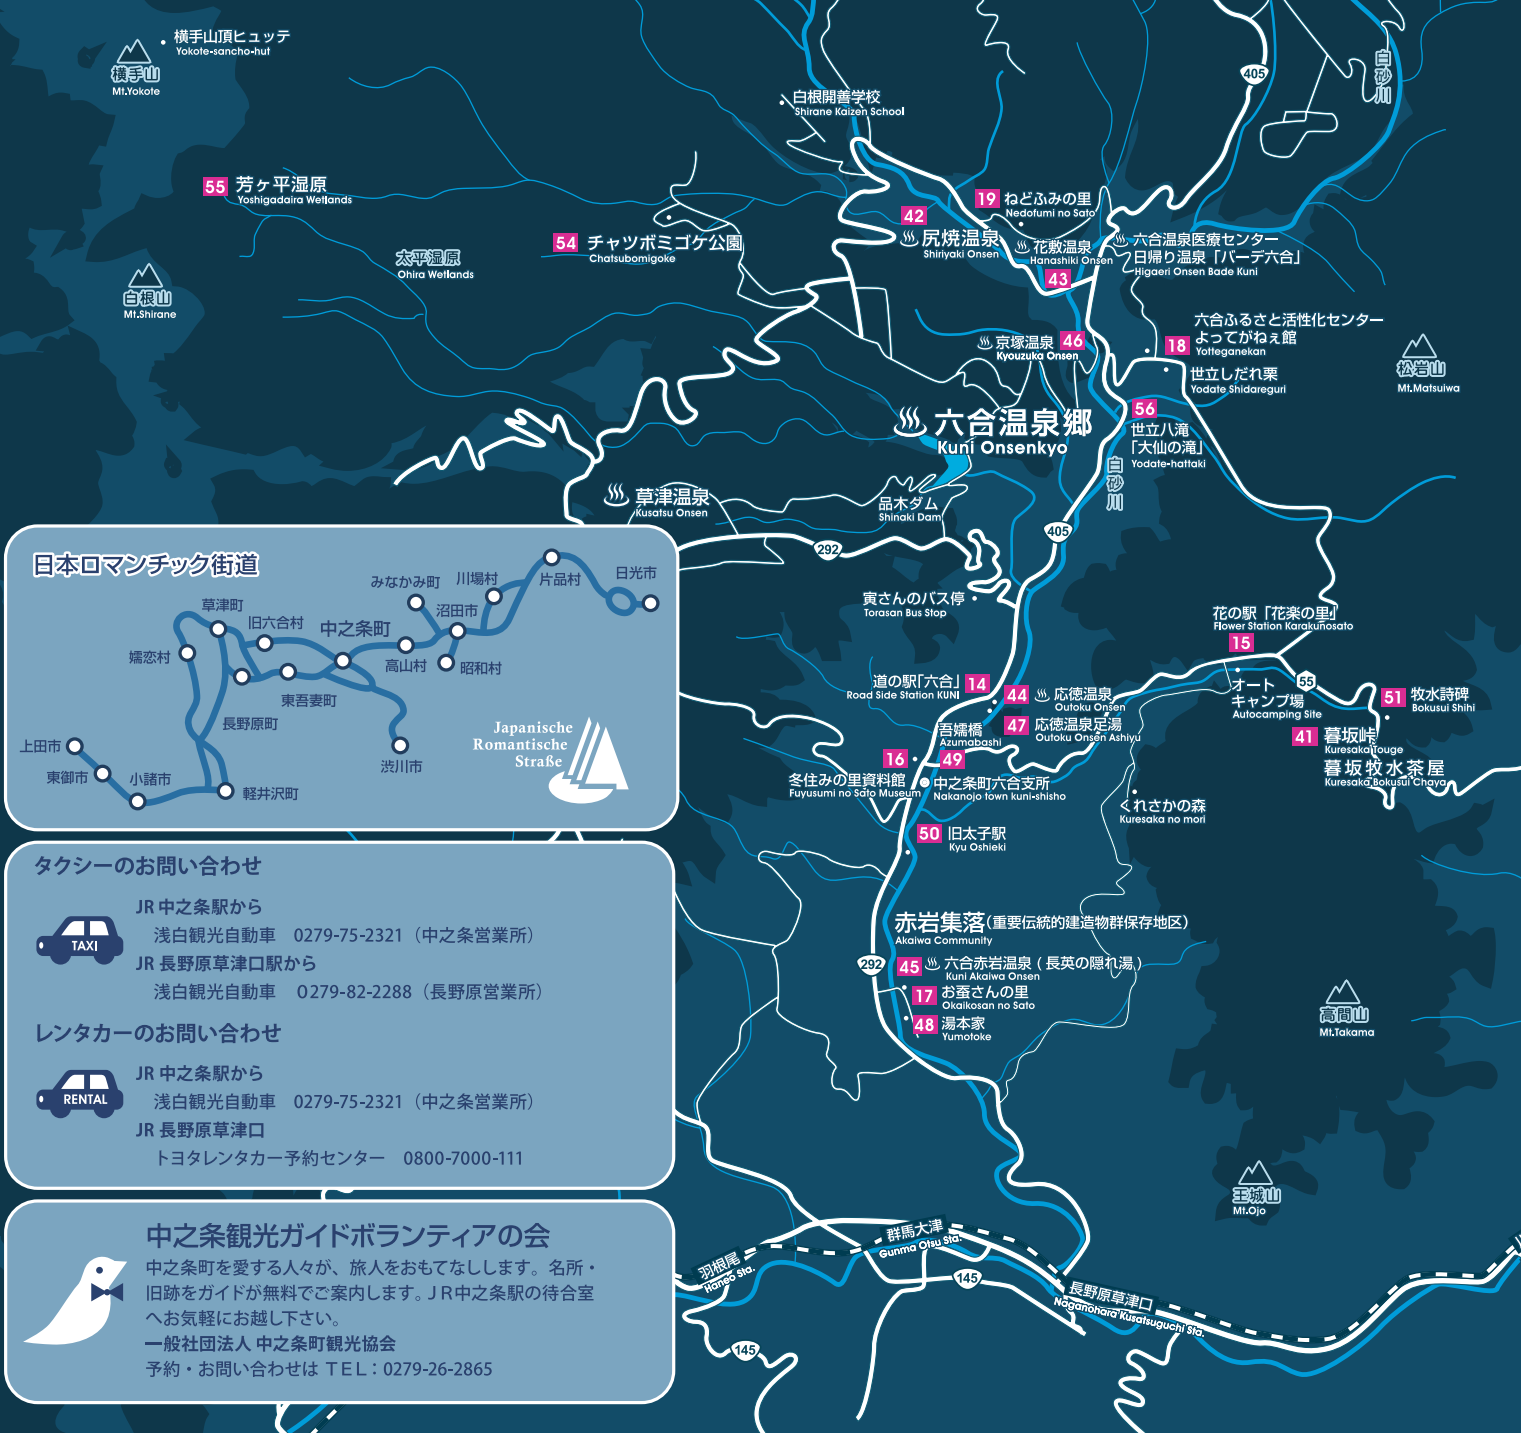 横手山頂ヒュッテ
Yokote-sancho-hut
横手山
Mt.Yokote
白砂川
405
白根開善学校
Shirane Kaizen School
55 芳ヶ平湿原
Yoshigadaira Wetlands
19 ねどふみの里
Nedofumi no Sato
42
尻焼温泉
Shiriyaki Onsen
54 チャツボミゴケ公園
Chatsubomigoke
花敷温泉
Hanashiki Onsen
43
六合温泉医療センター
日帰り温泉「バーデ六合」
Higaeri Onsen Bade Kuni
太平湿原
Ohira Wetlands
白根山
Mt.Shirane
六合ふるさと活性化センター
18 よってがねぇ館
Yotteganekan
京塚温泉 46
Kyouzuka Onsen
世立しだれ栗
Yodate Shidareguri
松岩山
Mt.Matsuiwa
56
世立八滝
「大仙の滝」
Yodate-hattaki
六合温泉郷
Kuni Onsenkyo
白砂川
草津温泉
Kusatsu Onsen
品木ダム
Shinaki Dam
405
292
寅さんのバス停
Torasan Bus Stop
花の駅「花楽の里」
Flower Station Karakunosato
15
55
道の駅「六合」 14
Road Side Station KUNI
44 応徳温泉
Outoku Onsen
オート
キャンプ場
Autocamping Site
51 牧水詩碑
Bokusui Shihi
47 応徳温泉足湯
Outoku Onsen Ashiyu
吾嬬橋
Azumabashi
41 暮坂峠
Kuresaka Touge
16
49
暮坂牧水茶屋
Kuresaka Bokusui Chaya
冬住みの里資料館
Fuyusumi no Sato Museum
中之条町六合支所
Nakanojo town kuni-shisho
くれさかの森
Kuresaka no mori
50 旧太子駅
Kyu Oshieki
赤岩集落(重要伝統的建造物群保存地区)
Akaiwa Community
292
45 六合赤岩温泉 ( 長英の隠れ湯 )
Kuni Akaiwa Onsen
17 お蚕さんの里
Okaikosan no Sato
48 湯本家
Yumotoke
高間山
Mt.Takama
王城山
Mt.Ojo
群馬大津
Gunma Otsu Sta.
羽根尾
Haneo Sta.
145
長野原草津口
Naganohara Kusatsuguchi Sta.
145
日本ロマンチック街道
日光市
片品村
川場村
みなかみ町
沼田市
草津町
旧六合村
中之条町
嬬恋村
高山村
昭和村
東吾妻町
長野原町
渋川市
上田市
東御市
小諸市
軽井沢町
Japanische
Romantische
Straße
タクシーのお問い合わせ
TAXI
JR 中之条駅から
浅白観光自動車 0279-75-2321（中之条営業所）
JR 長野原草津口駅から
浅白観光自動車 0279-82-2288（長野原営業所）
レンタカーのお問い合わせ
RENTAL
JR 中之条駅から
浅白観光自動車 0279-75-2321（中之条営業所）
JR 長野原草津口
トヨタレンタカー予約センター 0800-7000-111
中之条観光ガイドボランティアの会
中之条町を愛する人々が、旅人をおもてなしします。名所・
旧跡をガイドが無料でご案内します。ＪＲ中之条駅の待合室
へお気軽にお越し下さい。
一般社団法人 中之条町観光協会
予約・お問い合わせは ＴＥＬ：0279-26-2865